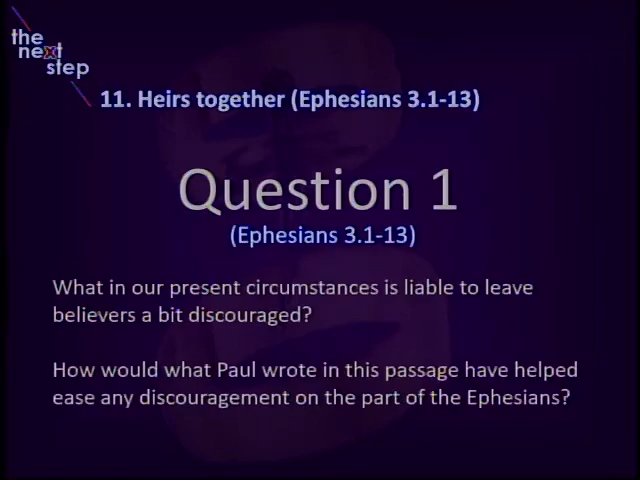 the
next
step
11. Heirs together (Ephesians 3.1-13)
Question 1
(Ephesians 3.1-13)
What in our present circumstances is liable to leave
believers a bit discouraged?
How would what Paul wrote in this passage have helped
ease any discouragement on the part of the Ephesians?